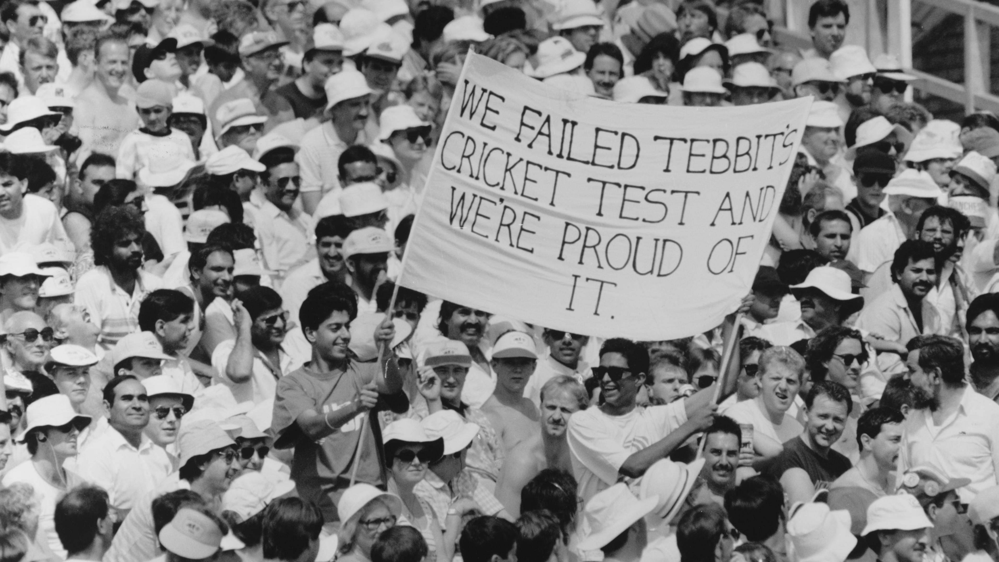 WE FAILED TEBBIT'S
CRICKET TEST AND
WE'RE PROUD OF
IT.